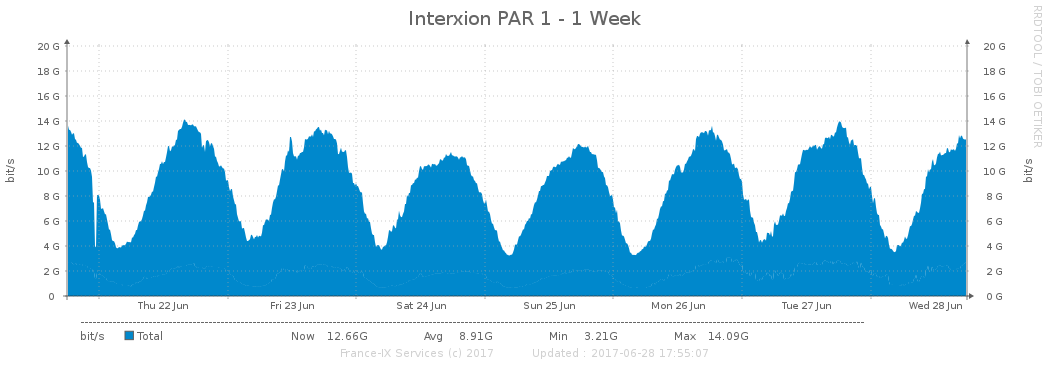 Interxion PAR 1 - 1 Week
RRDTOOL / TOBI OETIKER
bit/s
20 G
18 G
16 G
14 G
12 G
10 G
8 G
6 G
4 G
2 G
0
20 G
18 G
16 G
14 G
12 G
10 G
8 G
6 G
4 G
2 G
0 G
bit/s
Thu 22 Jun Fri 23 Jun Sat 24 Jun Sun 25 Jun Mon 26 Jun Tue 27 Jun Wed 28 Jun
bit/s Total Now 12.66G Avg 8.91G Min 3.21G Max 14.09G
France-IX Services (c) 2017 Updated : 2017-06-28 17:55:07